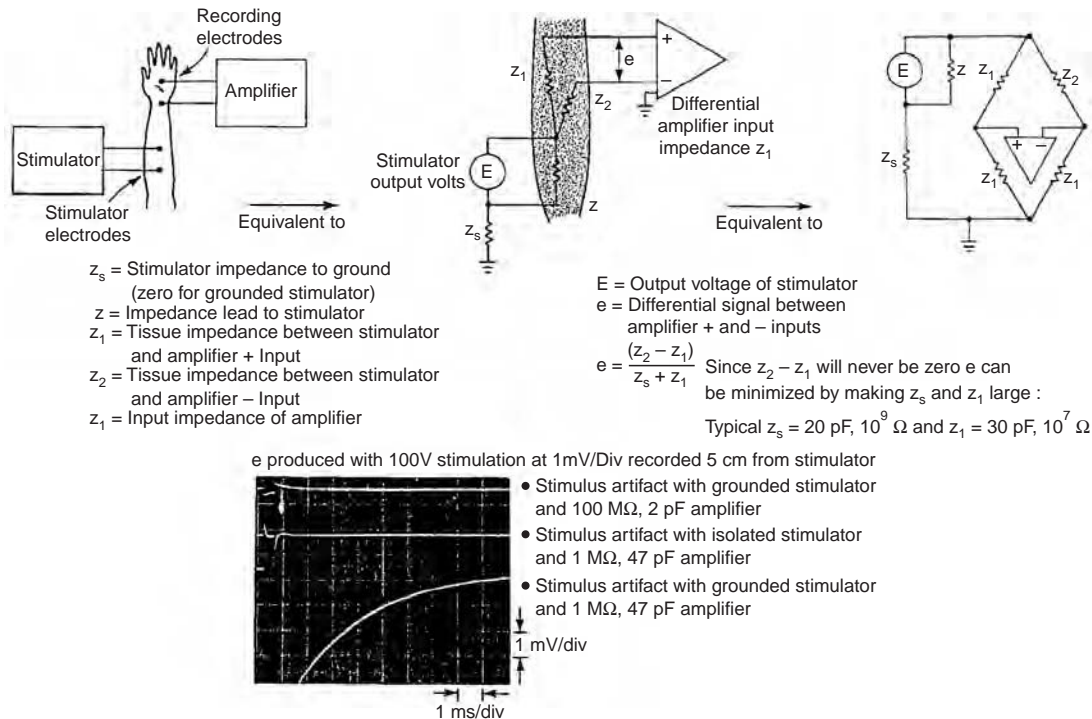 Recording
electrodes
Amplifier
Stimulator
Stimulator
electrodes
Equivalent to
z1
z2
e
+
–
Differential
amplifier input
impedance z1
Stimulator
output volts
E
z
zs
Equivalent to
E
z
zs
z1
z2
+ –
z1
z1
zs = Stimulator impedance to ground
(zero for grounded stimulator)
z = Impedance lead to stimulator
z1 = Tissue impedance between stimulator
and amplifier + Input
z2 = Tissue impedance between stimulator
and amplifier – Input
z1 = Input impedance of amplifier
E = Output voltage of stimulator
e = Differential signal between
amplifier + and – inputs
e = (z2 – z1) / (zs + z1) Since z2 – z1 will never be zero e can
be minimized by making zs and z1 large :
Typical zs = 20 pF, 10^9 Ω and z1 = 30 pF, 10^7 Ω
e produced with 100V stimulation at 1mV/Div recorded 5 cm from stimulator
• Stimulus artifact with grounded stimulator
and 100 MΩ, 2 pF amplifier
• Stimulus artifact with isolated stimulator
and 1 MΩ, 47 pF amplifier
• Stimulus artifact with grounded stimulator
and 1 MΩ, 47 pF amplifier
1 mV/div
1 ms/div